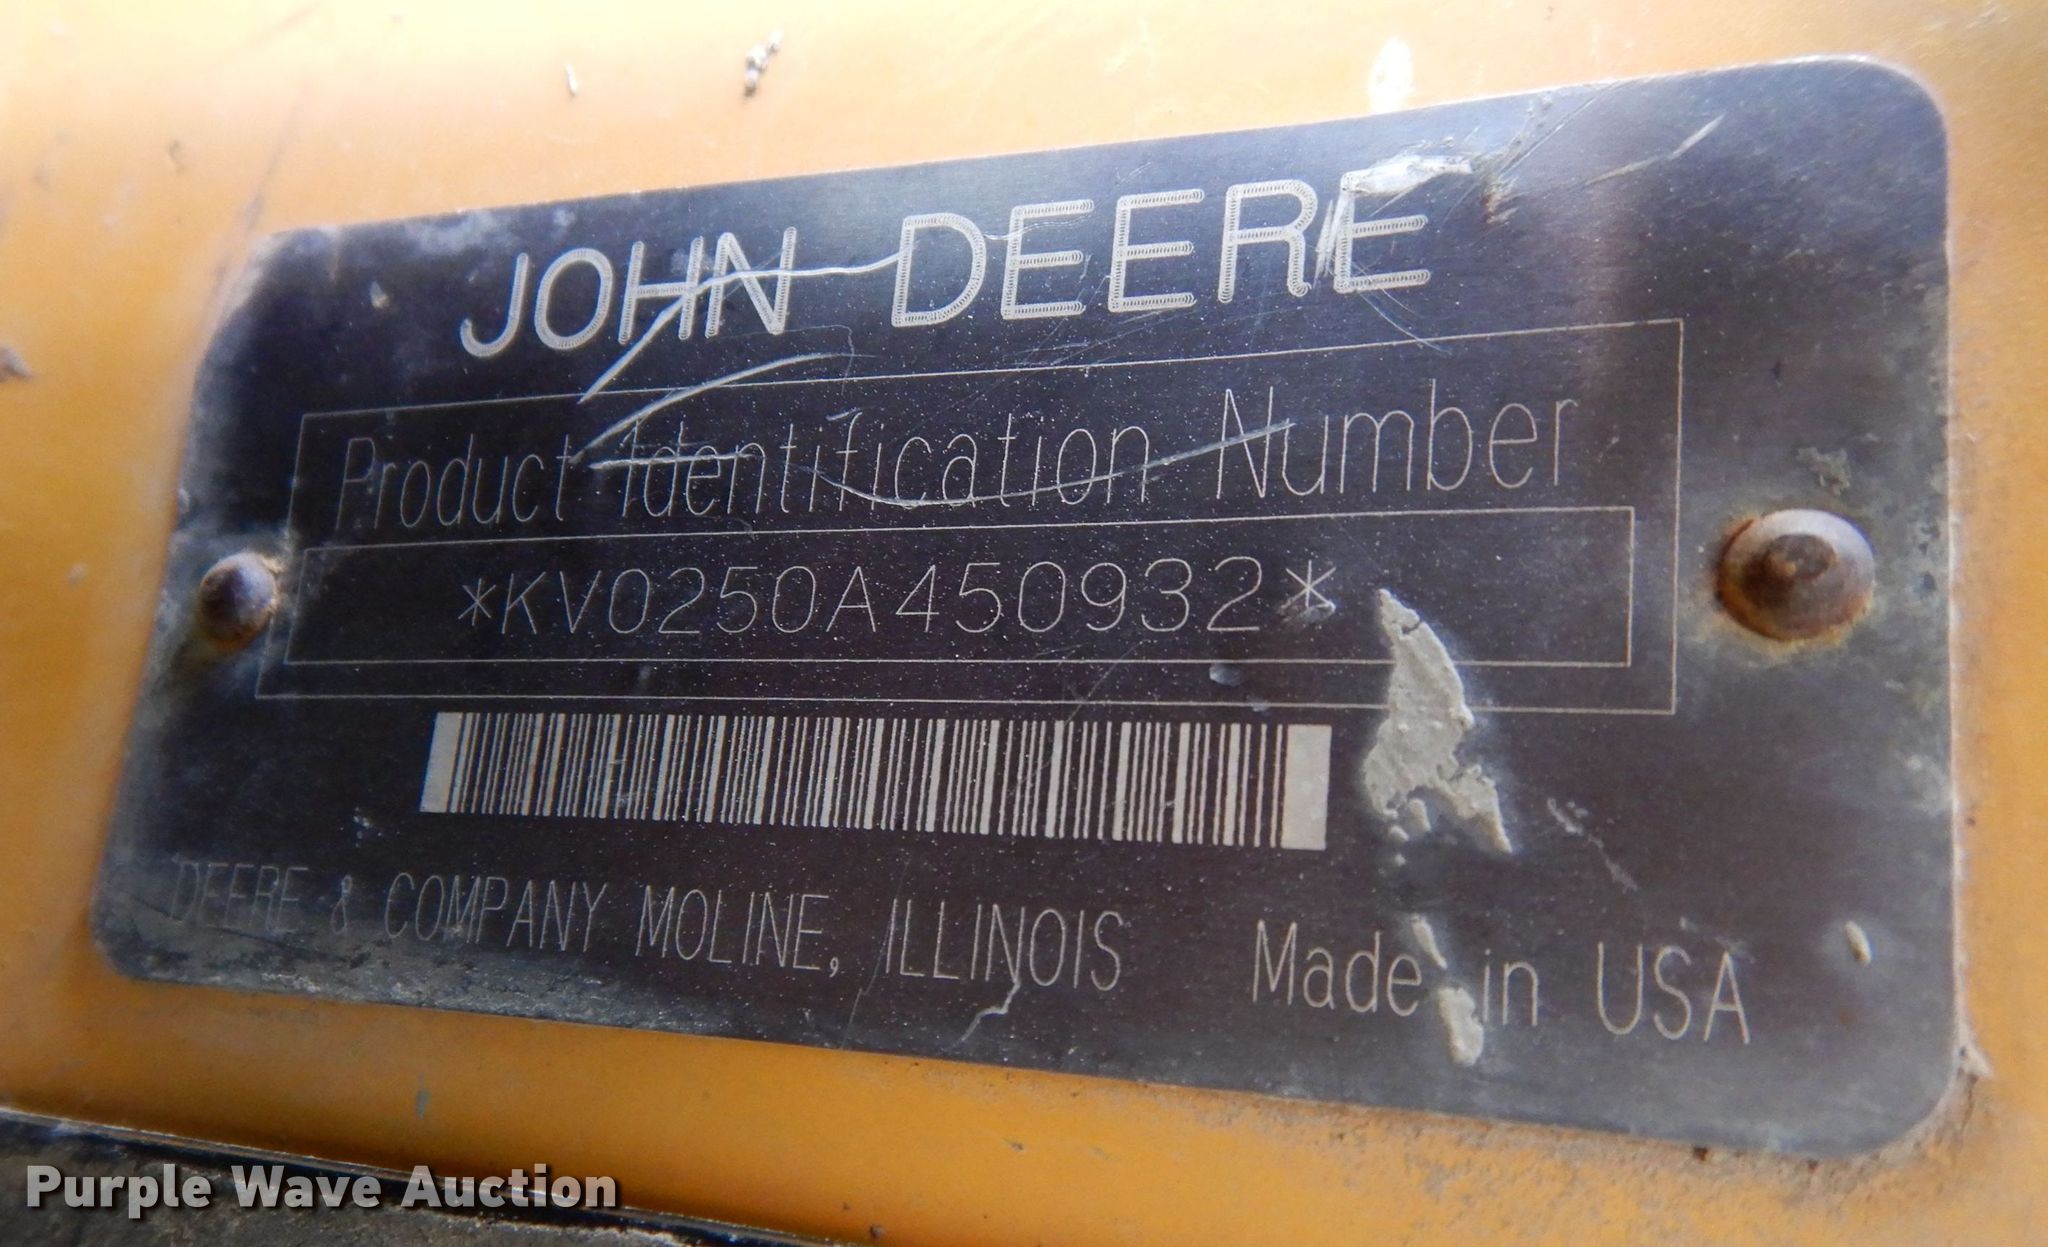 JOHN DEERE
Product Identification Number
*KV0250A450932*
DEERE & COMPANY MOLINE, ILLINOIS Made in USA
Purple Wave Auction